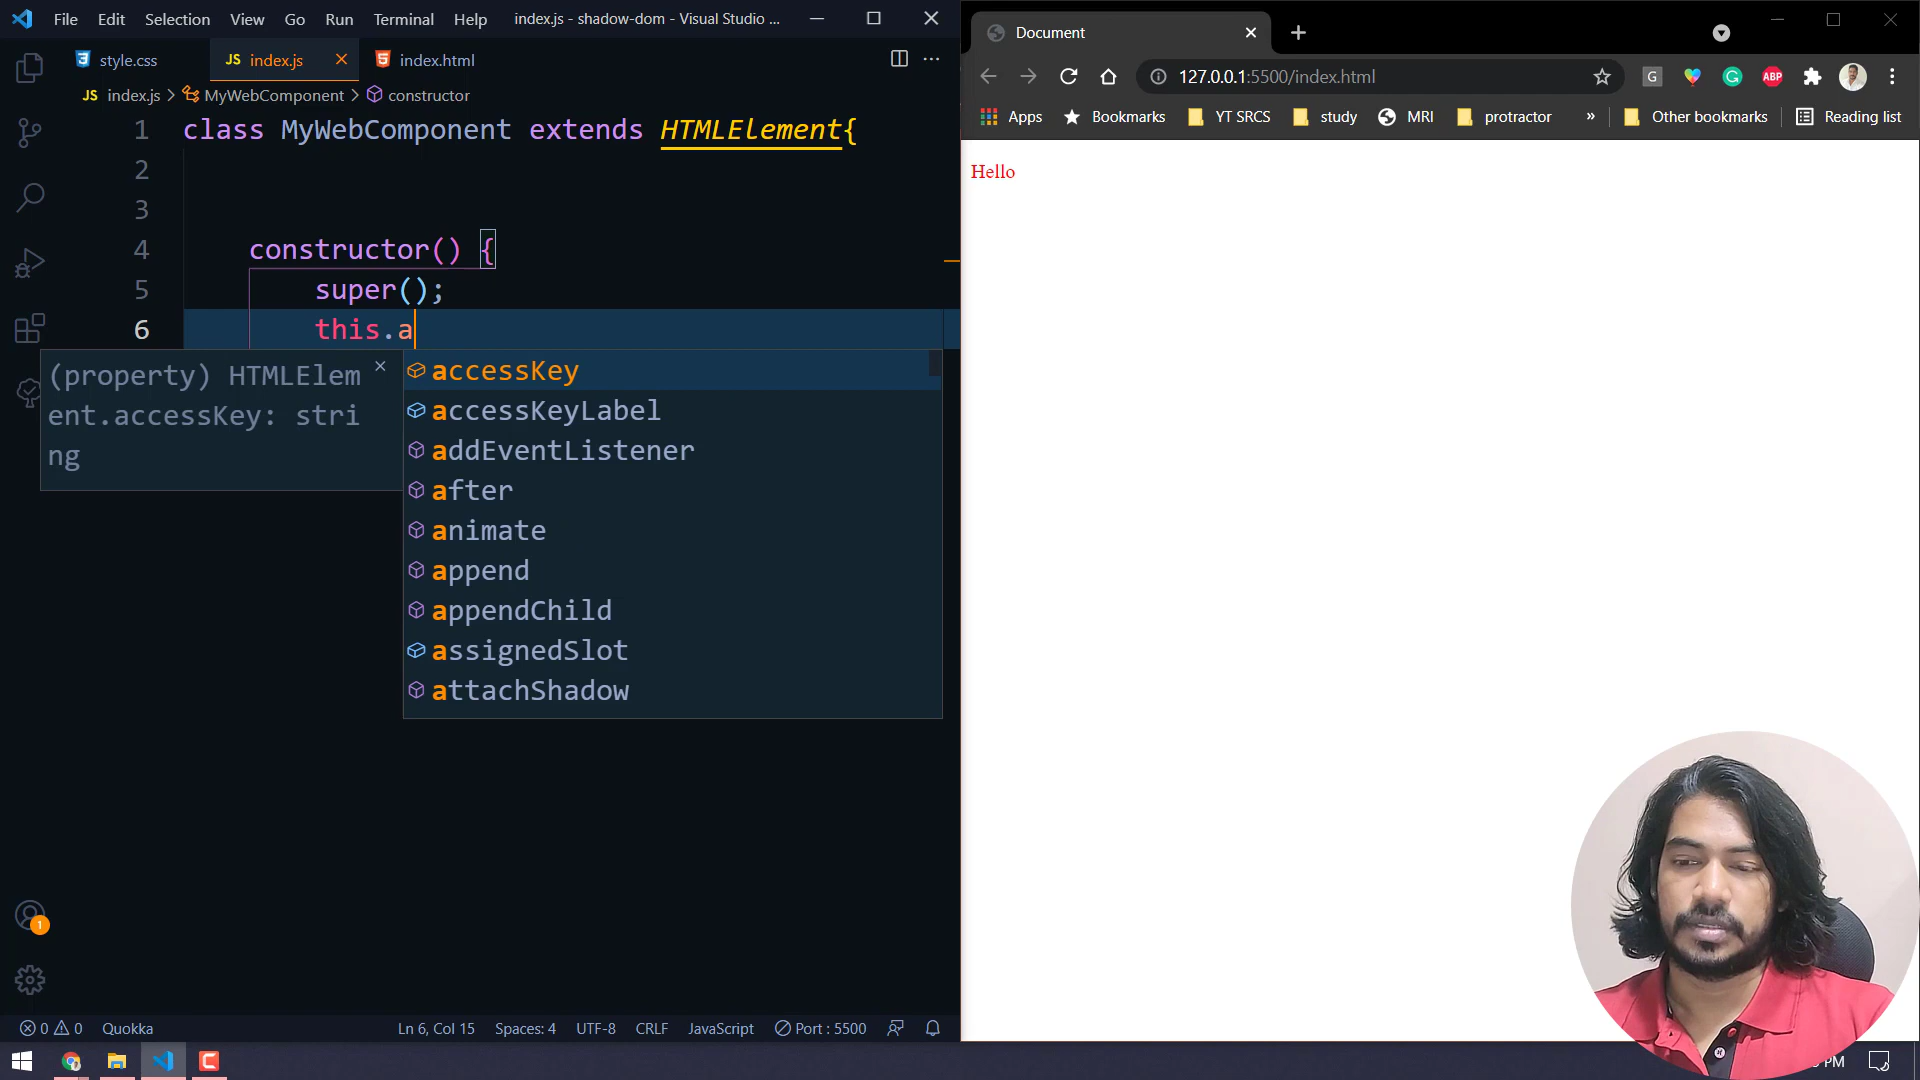 File Edit Selection View Go Run Terminal Help index.js - shadow-dom - Visual Studio ...
style.css
JS index.js
index.html
JS index.js > MyWebComponent > constructor
1 class MyWebComponent extends HTMLElement{
2
3
4 constructor() {
5 super();
6 this.a
(property) HTMLElem
ent.accessKey: stri
ng
accessKey
accessKeyLabel
addEventListener
after
animate
append
appendChild
assignedSlot
attachShadow
1
0 0 Quokka Ln 6, Col 15 Spaces: 4 UTF-8 CRLF JavaScript Port : 5500
Document
127.0.0.1:5500/index.html
G
ABP
Apps Bookmarks YT SRCS study MRI protractor » Other bookmarks Reading list
Hello
PM